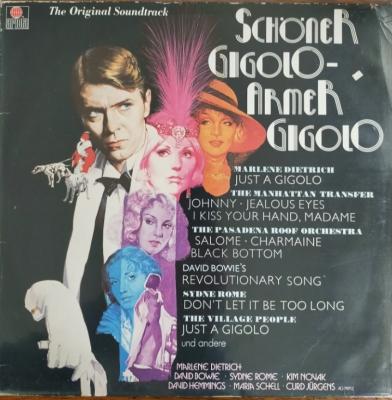 ariola
The Original Soundtrack
SCHÖNER
GIGOLO-
ARMER
GIGOLO
MARLENE DIETRICH
JUST A GIGOLO
THE MANHATTAN TRANSFER
JOHNNY · JEALOUS EYES
I KISS YOUR HAND, MADAME
THE PASADENA ROOF ORCHESTRA
SALOME · CHARMAINE
BLACK BOTTOM
DAVID BOWIE'S
REVOLUTIONARY SONG
SYDNE ROME
DON'T LET IT BE TOO LONG
THE VILLAGE PEOPLE
JUST A GIGOLO
und andere
MARLENE DIETRICH
DAVID BOWIE · SYDNE ROME · KIM NOVAK
DAVID HEMMINGS · MARIA SCHELL · CURD JÜRGENS